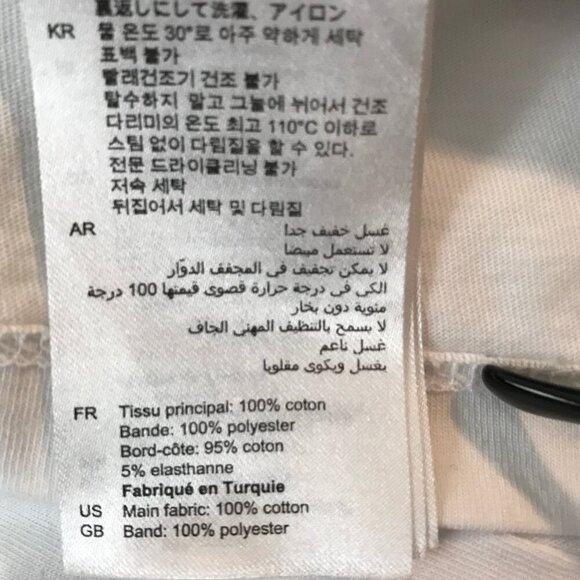 裏返しにして洗濯、アイロン
KR 물 온도 30°로 아주 약하게 세탁
표백 불가
빨래건조기 건조 불가
탈수하지 말고 그늘에 뉘어서 건조
다리미의 온도 최고 110°C 이하로
스팀 없이 다림질을 할 수 있다.
전문 드라이클리닝 불가
저속 세탁
뒤집어서 세탁 및 다림질
AR غسل خفيف جدا
لا تستعمل مبيضا
لا يمكن تجفيف في المجفف الدوّار
الكي في درجة حرارة قصوى قيمتها 100 درجة
مئوية دون بخار
لا يسمح بالتنظيف المهني الجاف
غسل ناعم
يغسل ويكوى مقلوبا
FR Tissu principal: 100% coton
Bande: 100% polyester
Bord-côte: 95% coton
5% elasthanne
Fabriqué en Turquie
US Main fabric: 100% cotton
GB Band: 100% polyester